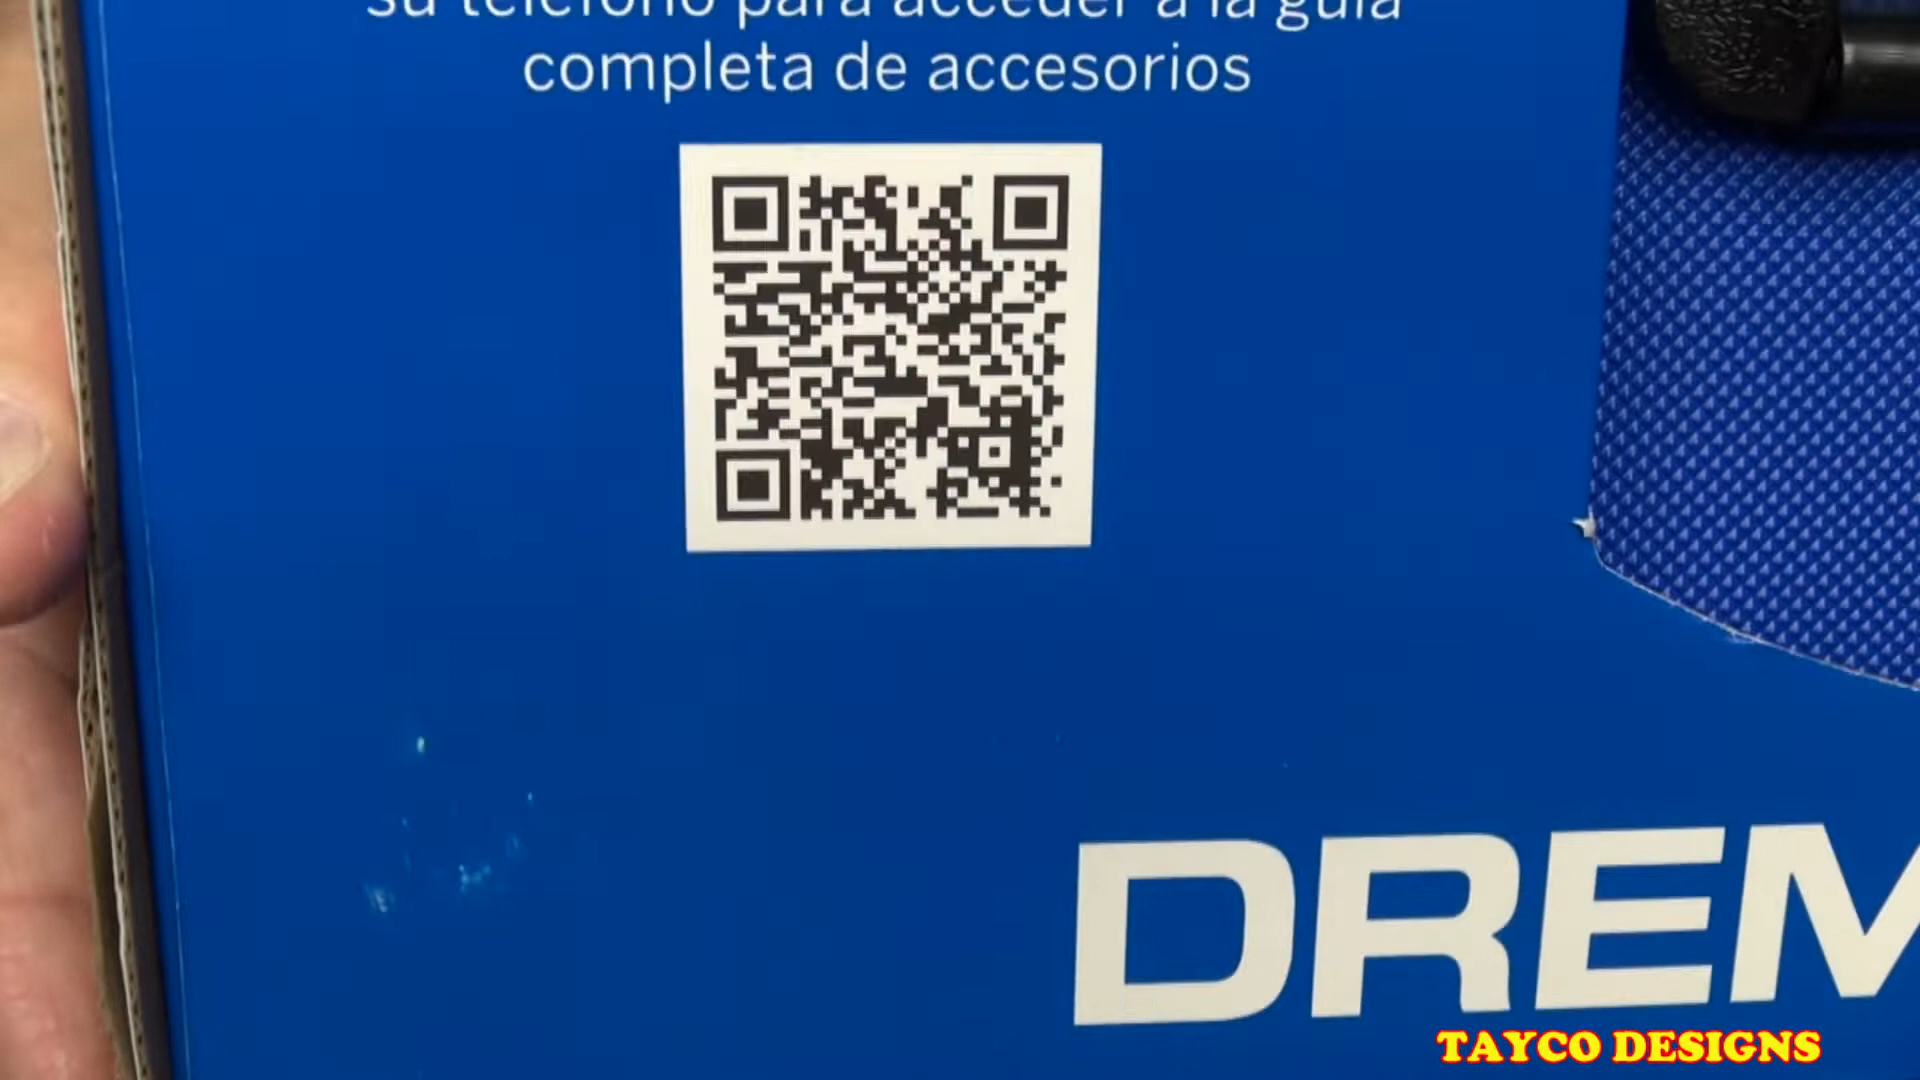 su teléfono para acceder a la guía
completa de accesorios
DREM
TAYCO DESIGNS